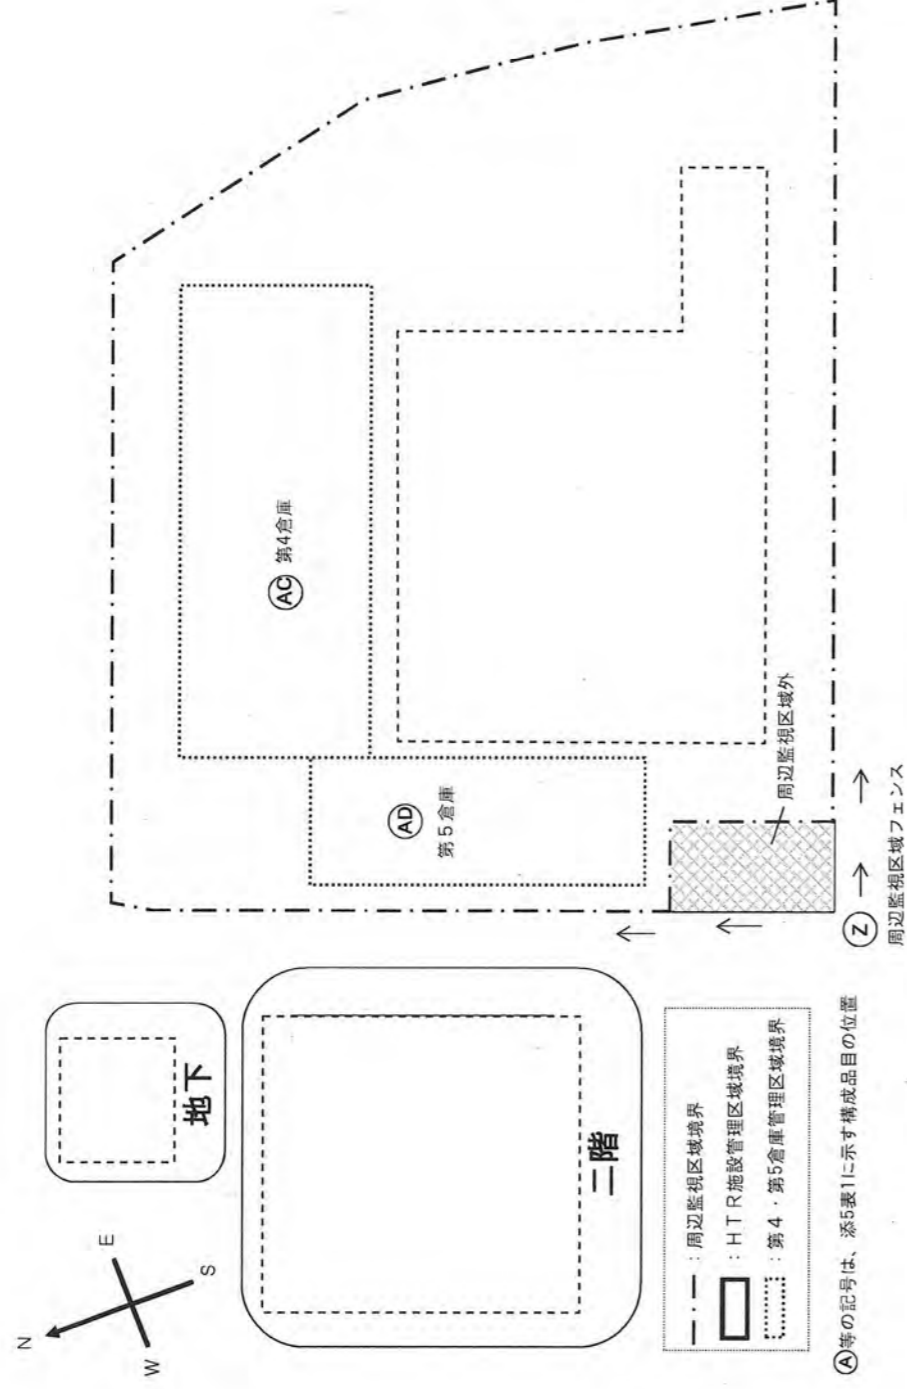 N
E
W
S
地下
二階
AC 第4倉庫
AD
第5倉庫
周辺監視区域外
Z
周辺監視区域フェンス
：周辺監視区域境界
：HTR施設管理区域境界
：第4・第5倉庫管理区域境界
A等の記号は、添5表1に示す構成品目の位置